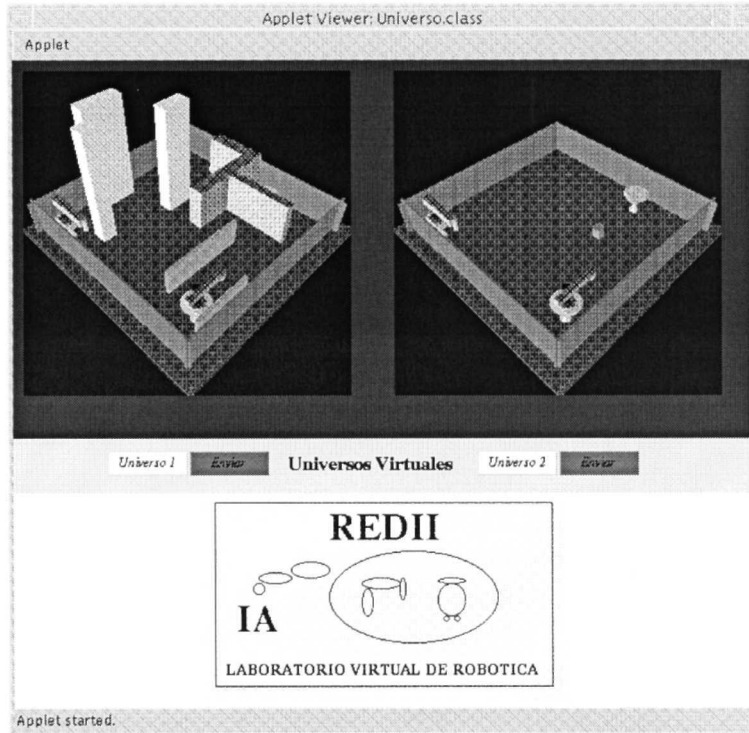 Applet Viewer: Universo.class
Applet
Universo 1 Enviar Universos Virtuales Universo 2 Enviar
REDII
IA
LABORATORIO VIRTUAL DE ROBOTICA
Applet started.